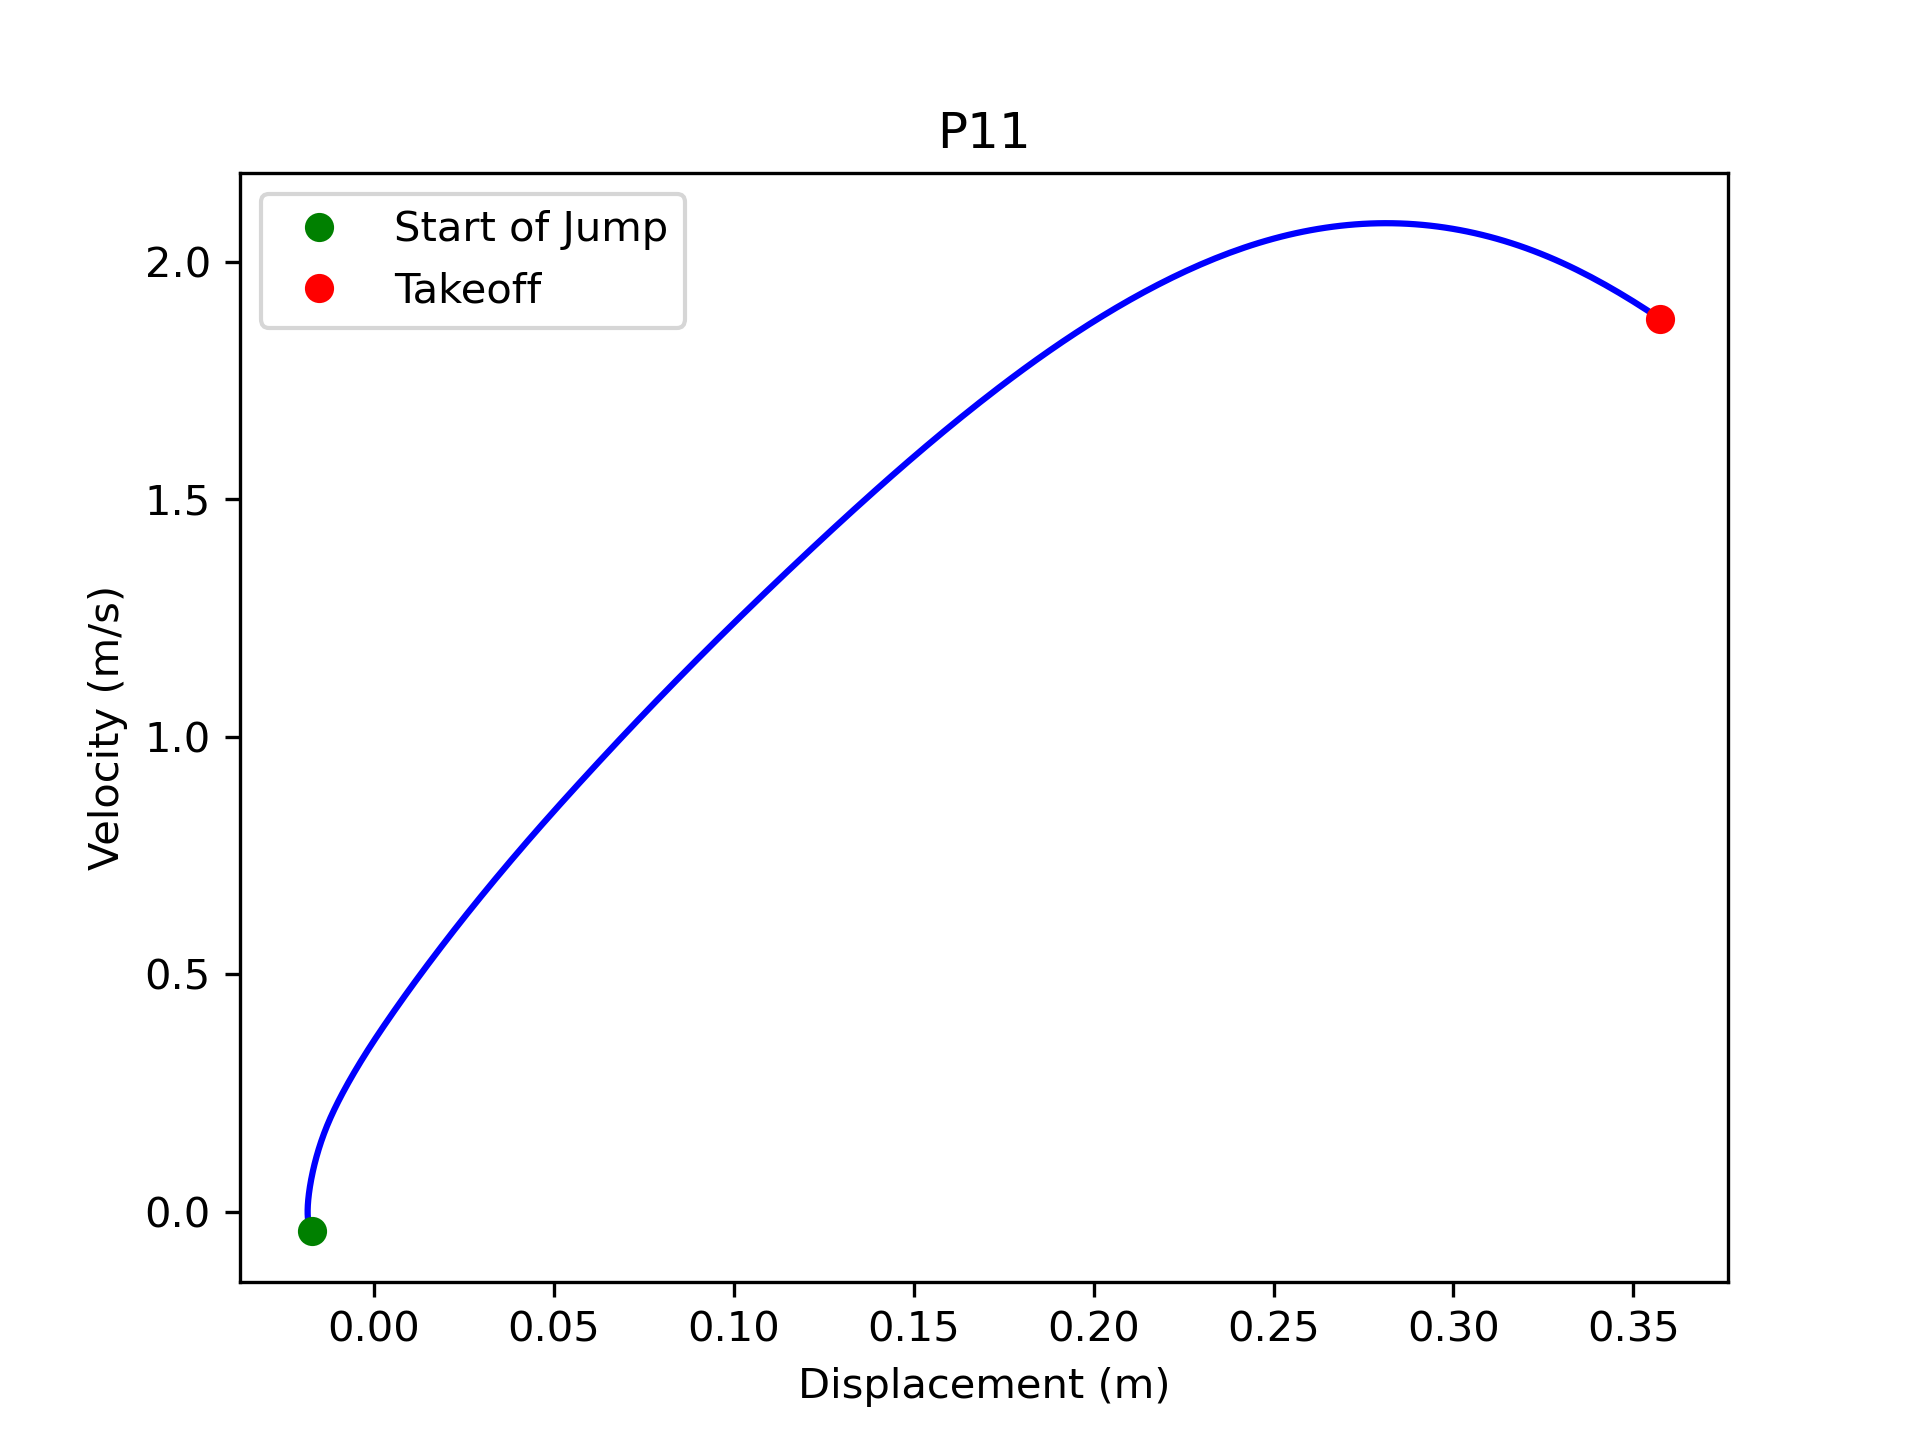 P11
Start of Jump
Takeoff
2.0
1.5
1.0
0.5
0.0
Velocity (m/s)
0.00 0.05 0.10 0.15 0.20 0.25 0.30 0.35
Displacement (m)